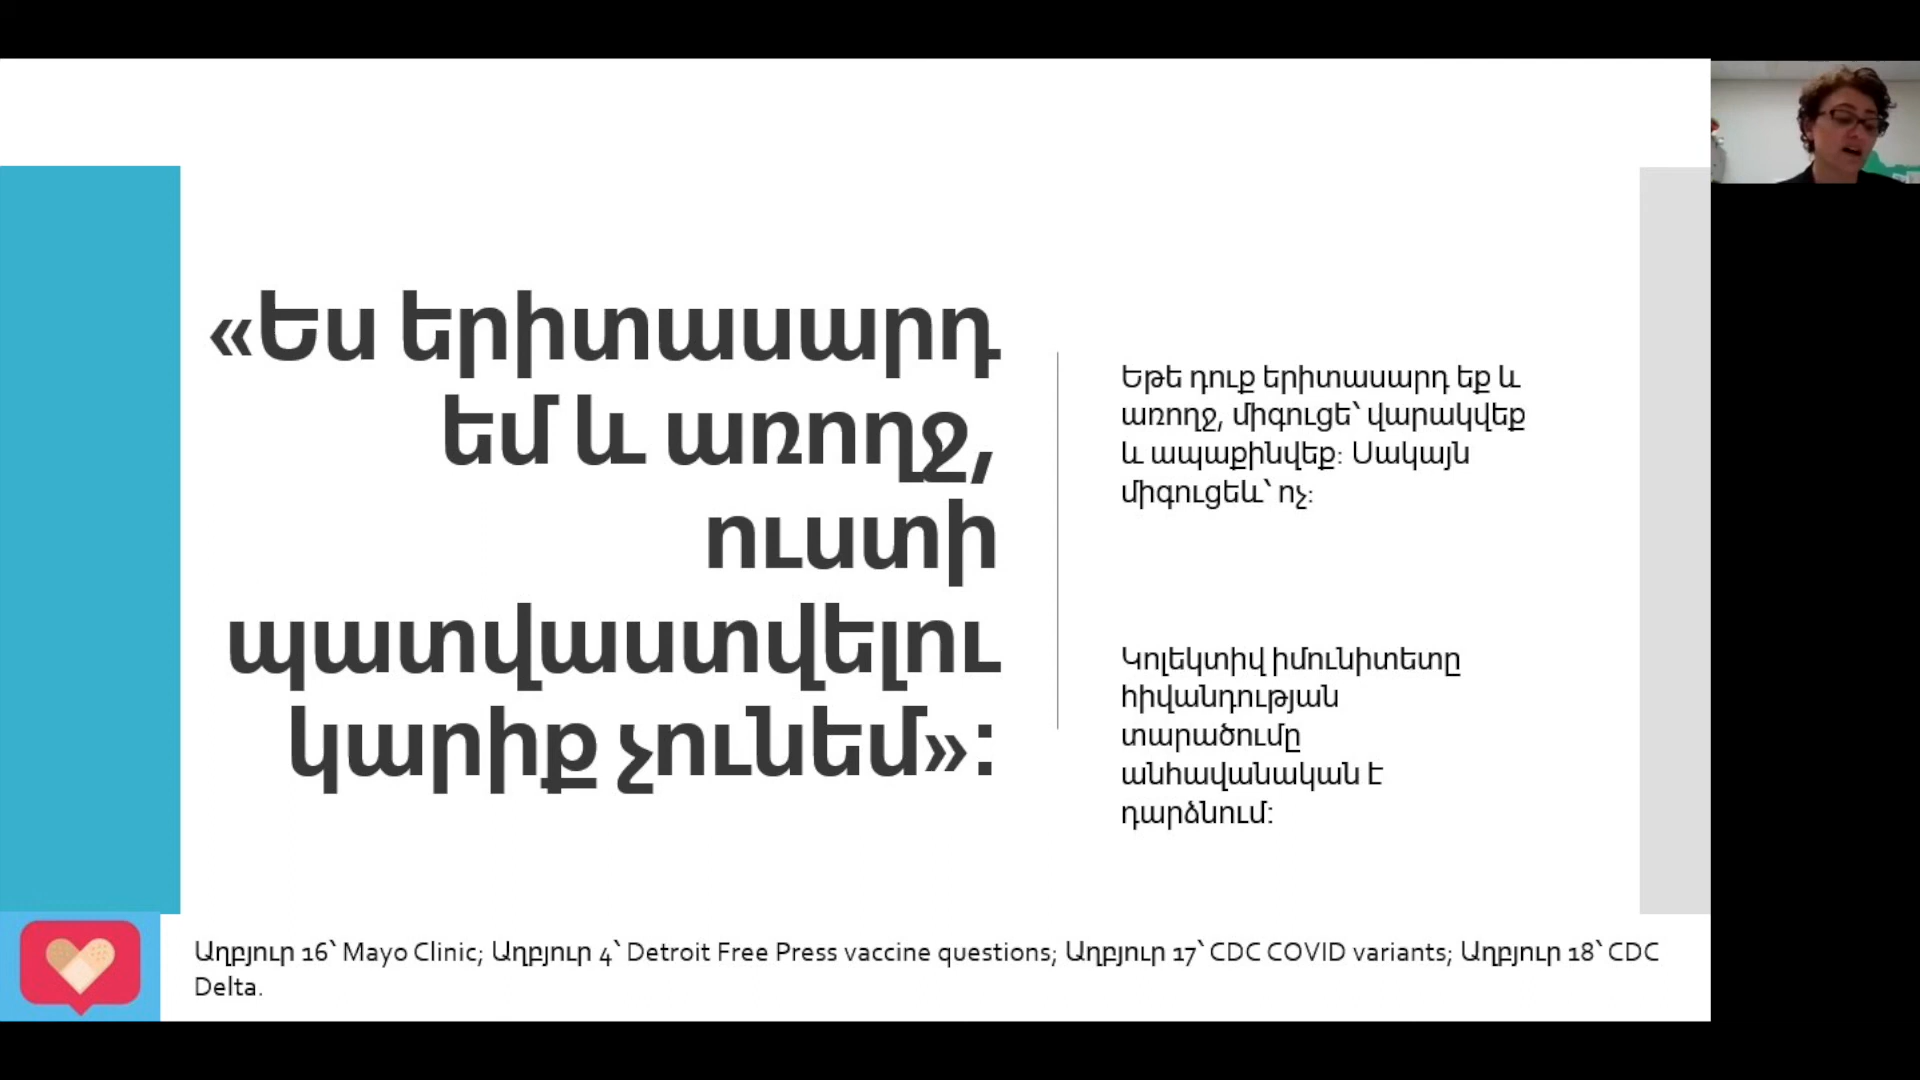 «Ես երիտասարդ
եմ և առողջ,
ուստի
պատվաստվելու
կարիք չունեմ»:
Եթե դուք երիտասարդ եք և
առողջ, միգուցե՝ վարակվեք
և ապաքինվեք: Սակայն
միգուցեև՝ ոչ:
Կոլեկտիվ իմունիտետը
հիվանդության
տարածումը
անհավանական է
դարձնում:
Աղբյուր 16՝ Mayo Clinic; Աղբյուր 4՝ Detroit Free Press vaccine questions; Աղբյուր 17՝ CDC COVID variants; Աղբյուր 18՝ CDC
Delta.